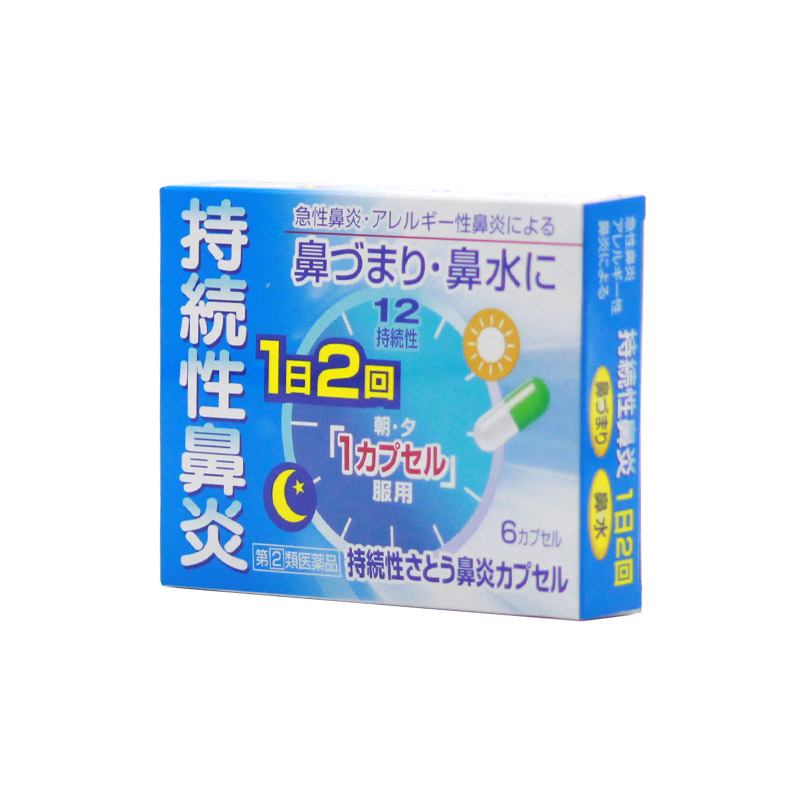 持続性鼻炎
急性鼻炎・アレルギー性鼻炎による
鼻づまり・鼻水に
12
持続性
1日2回
朝・夕
「1カプセル」
服用
6カプセル
第②類医薬品
持続性さとう鼻炎カプセル
急性鼻炎
アレルギー性
鼻炎による
持続性鼻炎
鼻づまり
鼻水
1日2回